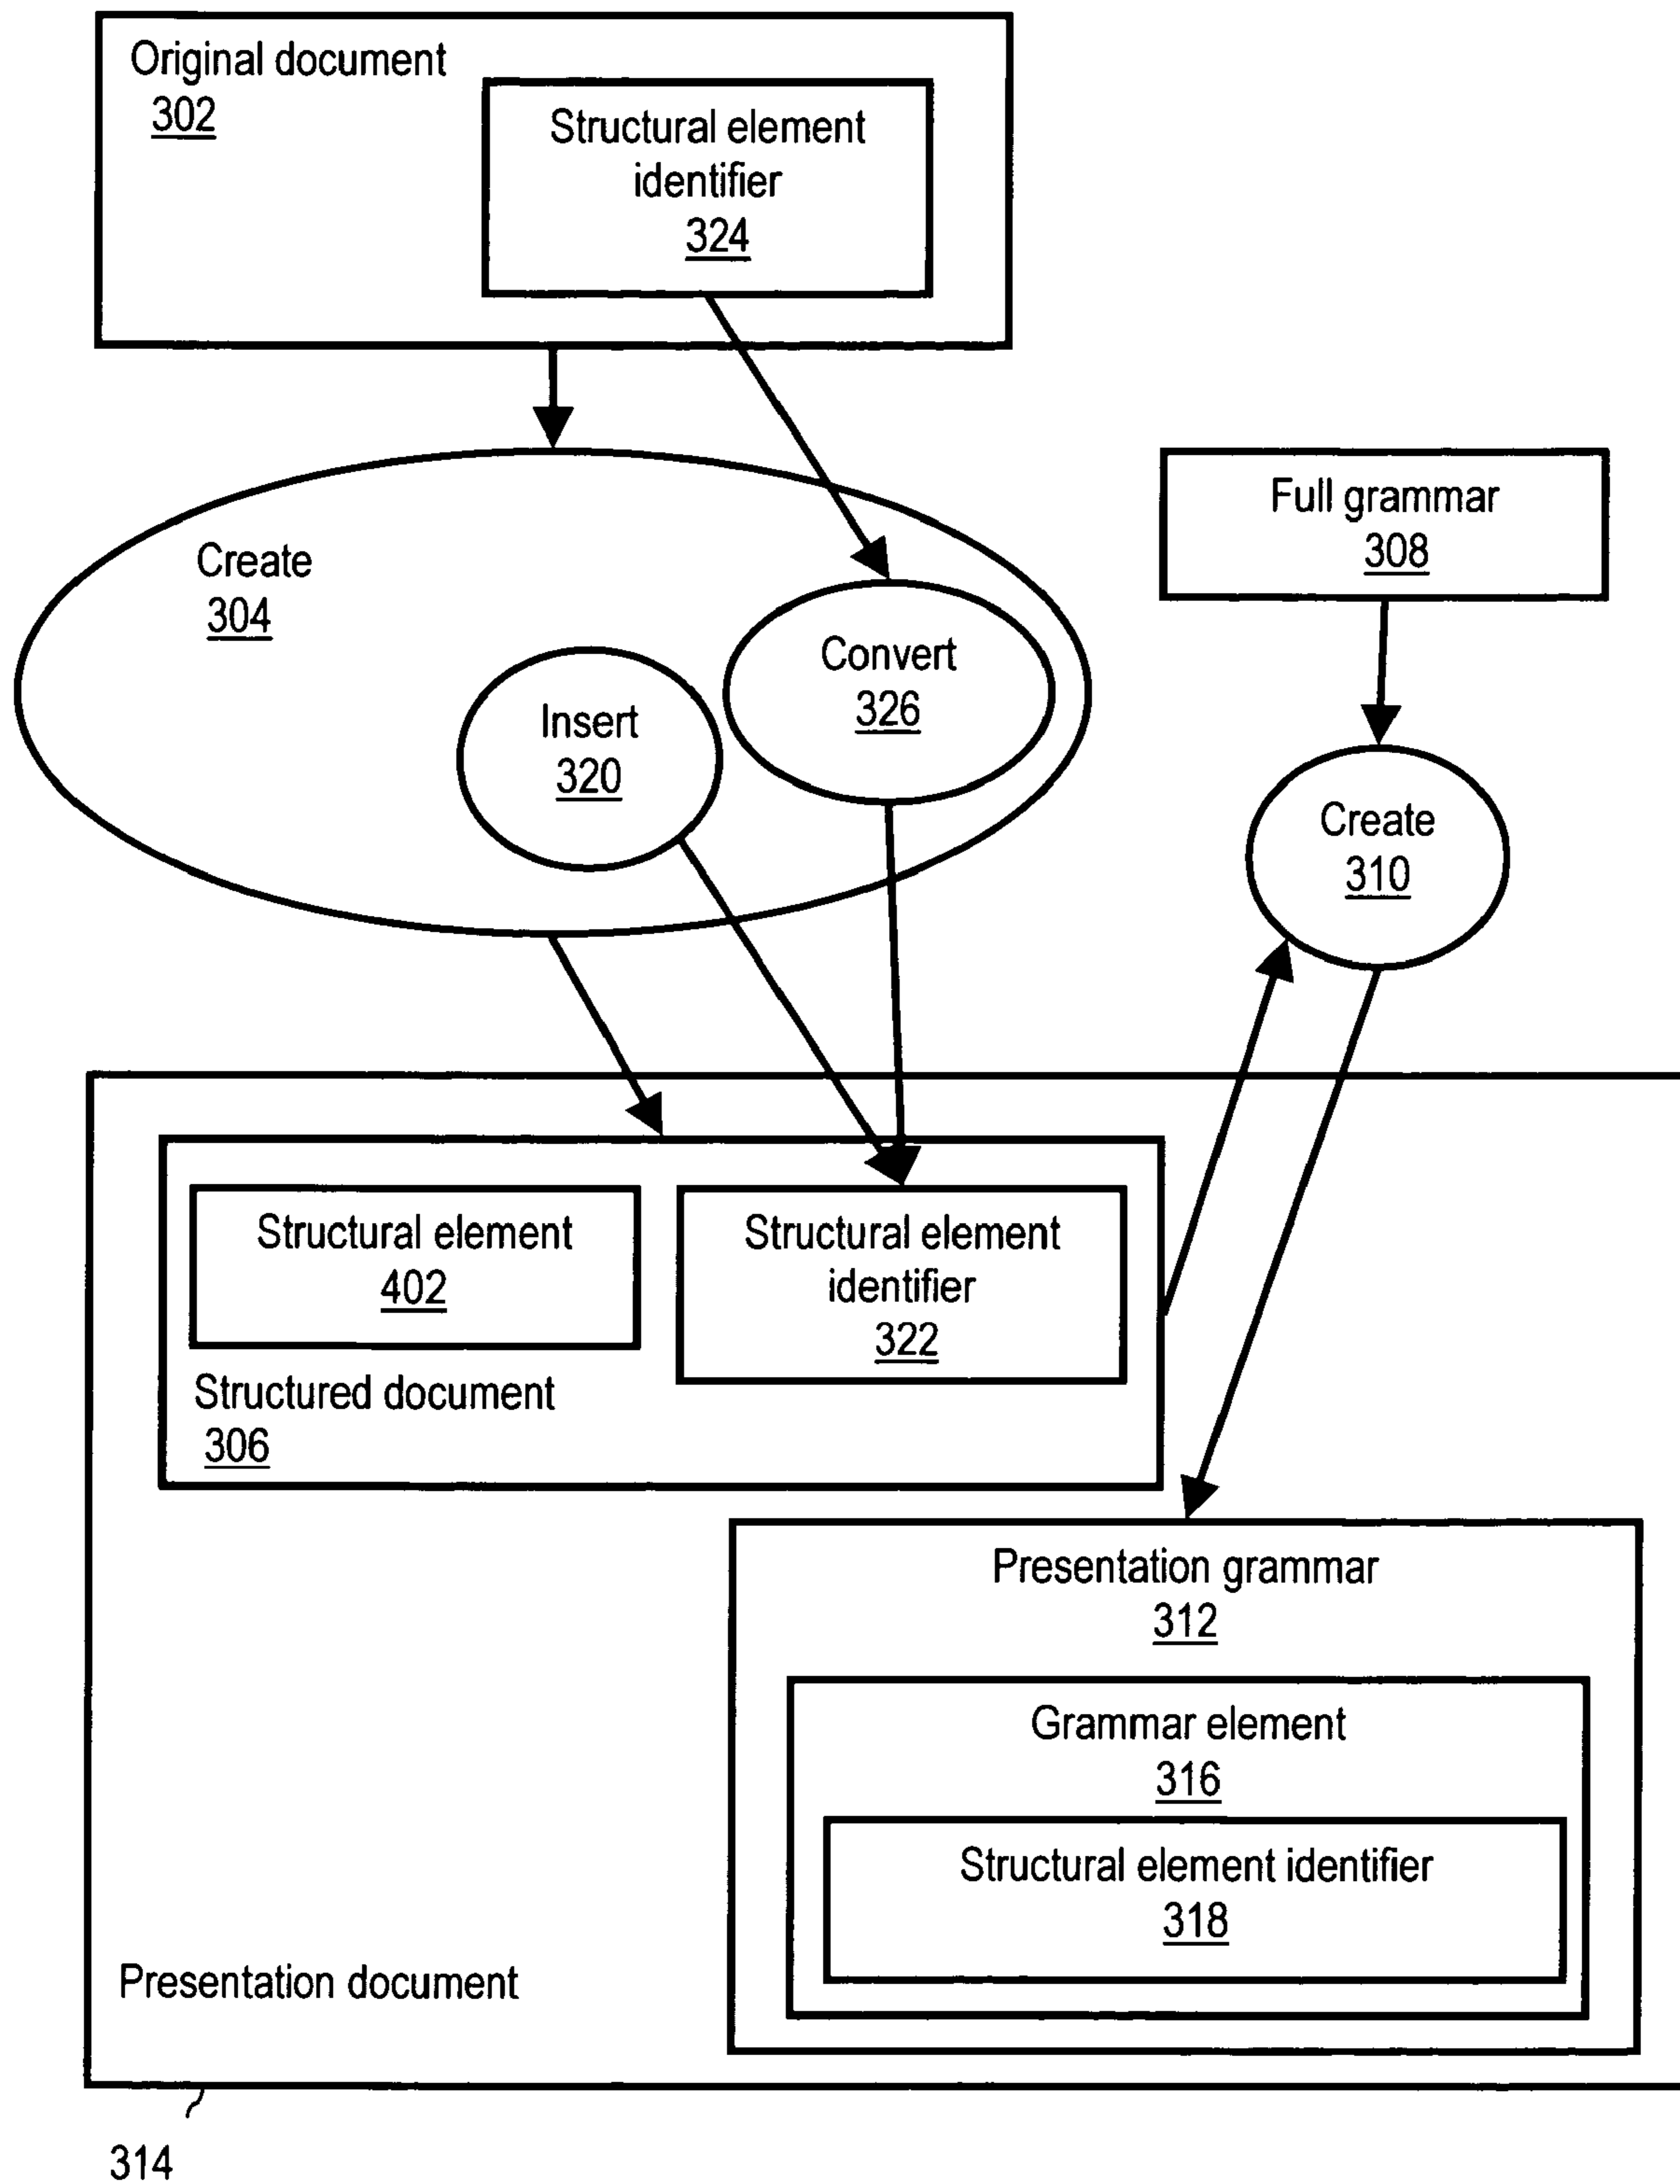 Original document
302
Structural element
identifier
324
Full grammar
308
Create
304
Convert
326
Insert
320
Create
310
Structural element
402
Structural element
identifier
322
Structured document
306
Presentation grammar
312
Grammar element
316
Structural element identifier
318
Presentation document
314